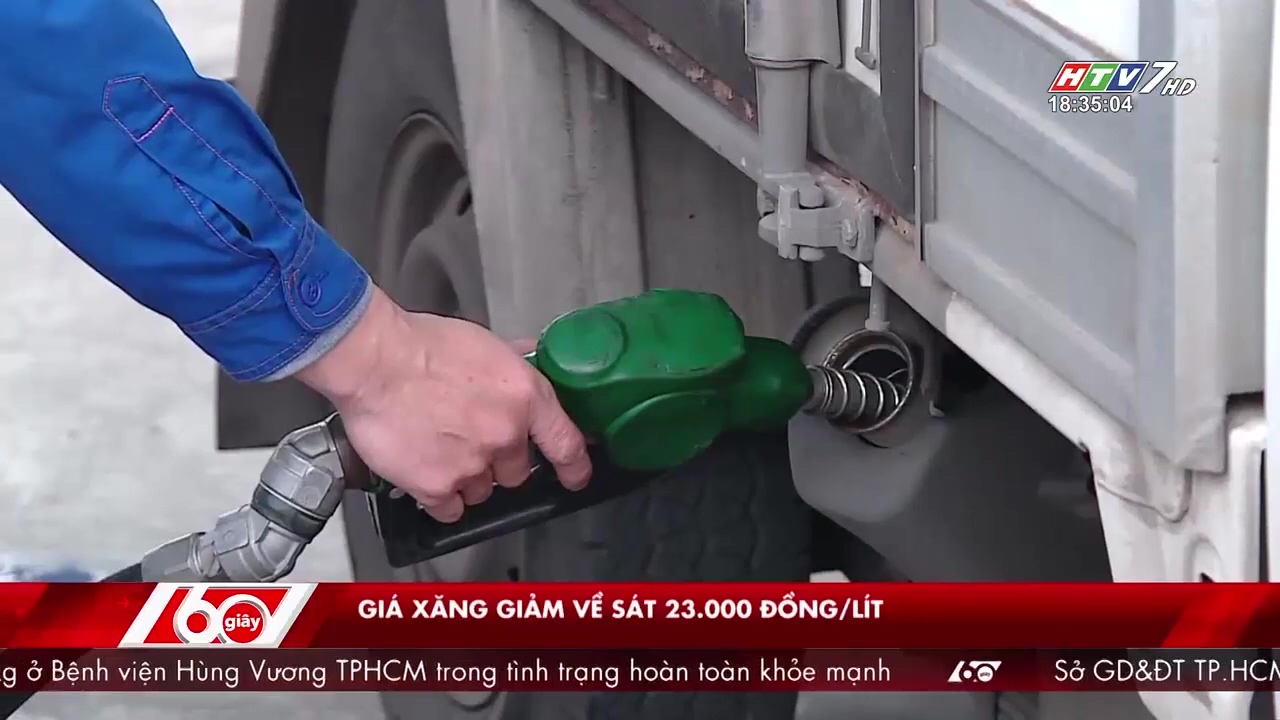 HTV7 HD
18:35:04
60 giây
GIÁ XĂNG GIẢM VỀ SÁT 23.000 ĐỒNG/LÍT
ở Bệnh viện Hùng Vương TPHCM trong tình trạng hoàn toàn khỏe mạnh 60 Sở GD&ĐT TP.HCM